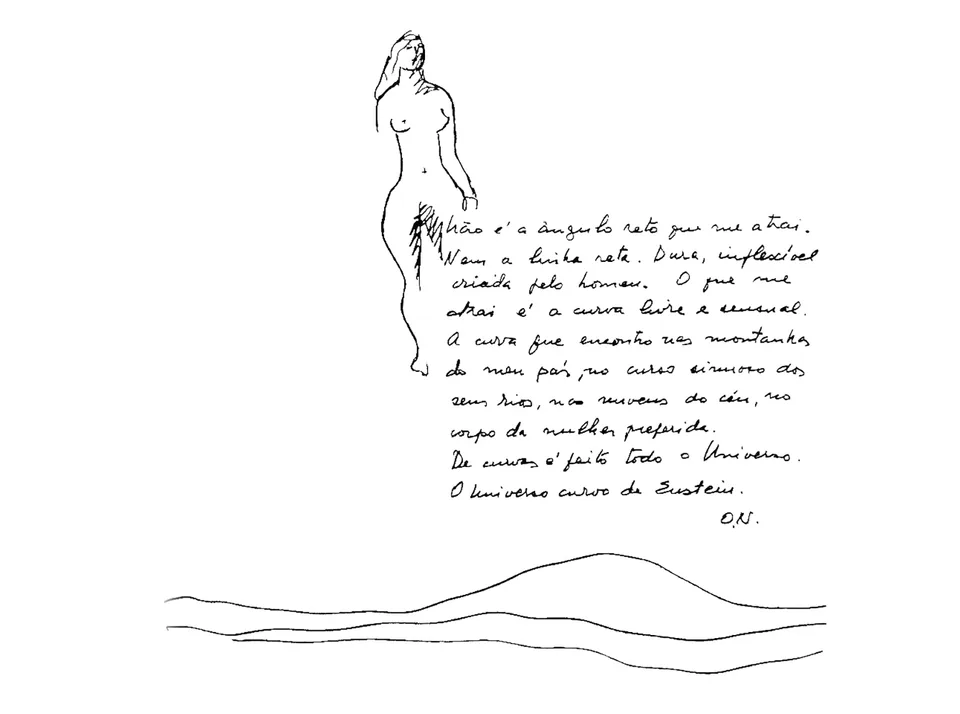 Não é o ângulo reto que me atrai.
Nem a linha reta. Dura, inflexível
criada pelo homem. O que me
atrai é a curva livre e sensual.
A curva que encontro nas montanhas
do meu país, no curso sinuoso dos
seus rios, nas nuvens do céu, no
corpo da mulher preferida.
De curvas é feito todo o Universo.
O Universo curvo de Einstein.
O.N.